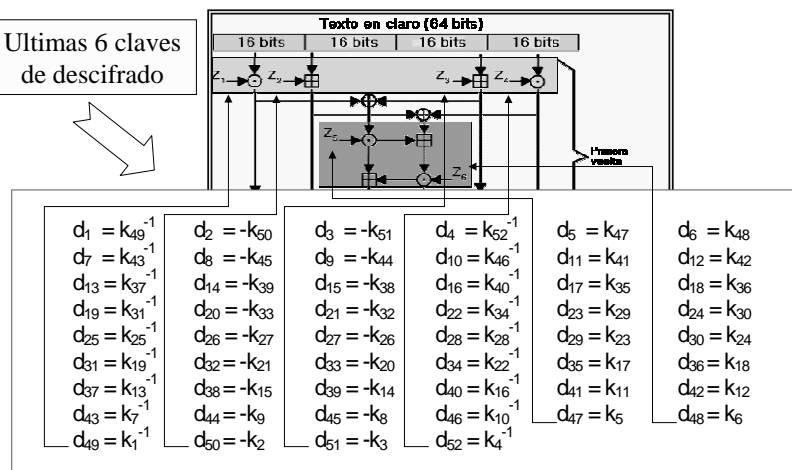 Ultimas 6 claves
de descifrado
Texto en claro (64 bits)
16 bits 16 bits 16 bits 16 bits
Z₁ Z₂ Z₃ Z₄
Z₅
Z₆
Primera
vuelta
d₁ = k₄₉⁻¹ d₂ = -k₅₀ d₃ = -k₅₁ d₄ = k₅₂⁻¹ d₅ = k₄₇ d₆ = k₄₈
d₇ = k₄₃⁻¹ d₈ = -k₄₅ d₉ = -k₄₄ d₁₀ = k₄₆⁻¹ d₁₁ = k₄₁ d₁₂ = k₄₂
d₁₃ = k₃₇⁻¹ d₁₄ = -k₃₉ d₁₅ = -k₃₈ d₁₆ = k₄₀⁻¹ d₁₇ = k₃₅ d₁₈ = k₃₆
d₁₉ = k₃₁⁻¹ d₂₀ = -k₃₃ d₂₁ = -k₃₂ d₂₂ = k₃₄⁻¹ d₂₃ = k₂₉ d₂₄ = k₃₀
d₂₅ = k₂₅⁻¹ d₂₆ = -k₂₇ d₂₇ = -k₂₆ d₂₈ = k₂₈⁻¹ d₂₉ = k₂₃ d₃₀ = k₂₄
d₃₁ = k₁₉⁻¹ d₃₂ = -k₂₁ d₃₃ = -k₂₀ d₃₄ = k₂₂⁻¹ d₃₅ = k₁₇ d₃₆ = k₁₈
d₃₇ = k₁₃⁻¹ d₃₈ = -k₁₅ d₃₉ = -k₁₄ d₄₀ = k₁₆⁻¹ d₄₁ = k₁₁ d₄₂ = k₁₂
d₄₃ = k₇⁻¹ d₄₄ = -k₉ d₄₅ = -k₈ d₄₆ = k₁₀⁻¹ d₄₇ = k₅ d₄₈ = k₆
d₄₉ = k₁⁻¹ d₅₀ = -k₂ d₅₁ = -k₃ d₅₂ = k₄⁻¹